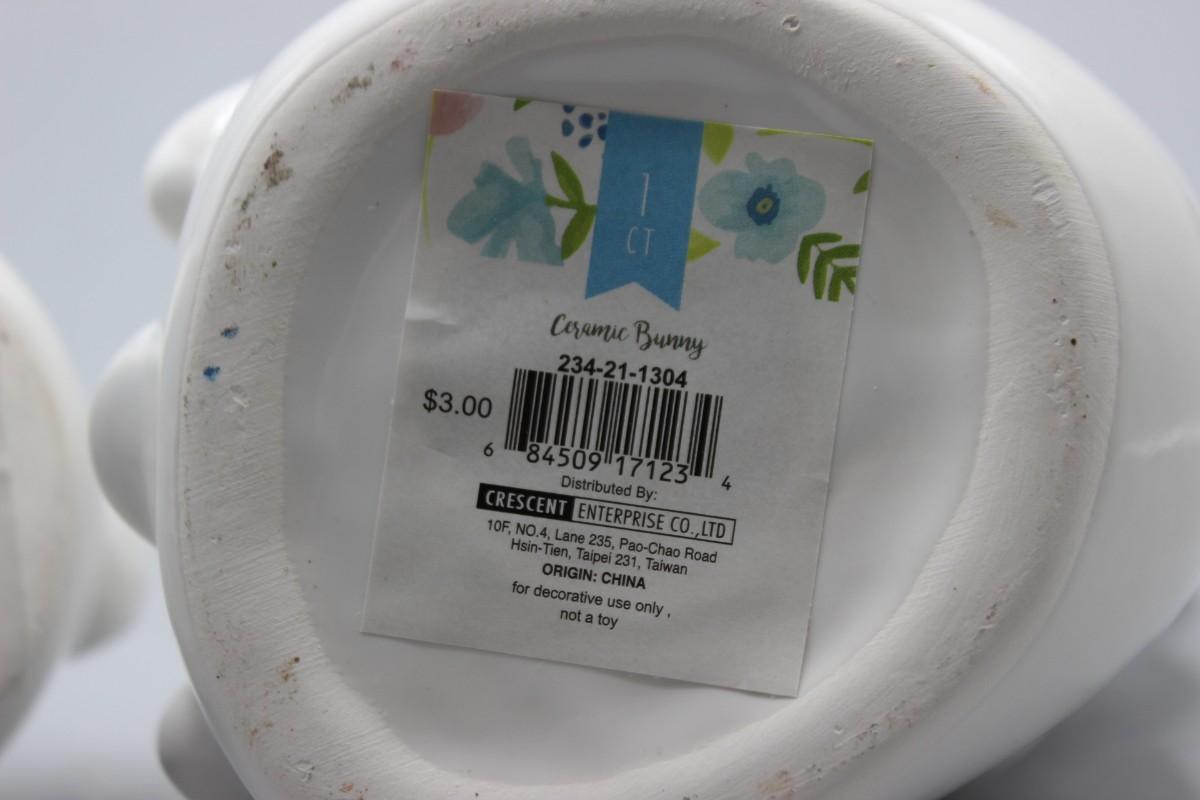 1
CT
Ceramic Bunny
234-21-1304
$3.00
6 84509 17123 4
Distributed By:
CRESCENT ENTERPRISE CO.,LTD
10F, NO.4, Lane 235, Pao-Chao Road
Hsin-Tien, Taipei 231, Taiwan
ORIGIN: CHINA
for decorative use only ,
not a toy